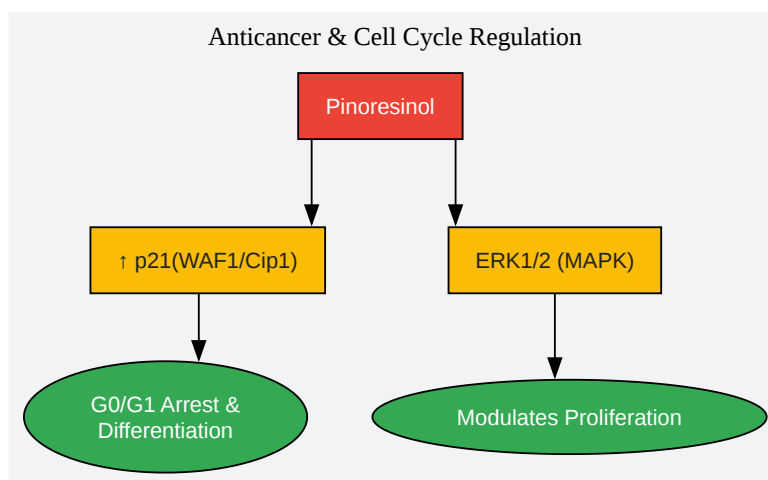 Anticancer & Cell Cycle Regulation
Pinoresinol
↑ p21(WAF1/Cip1)
ERK1/2 (MAPK)
G0/G1 Arrest &
Differentiation
Modulates Proliferation